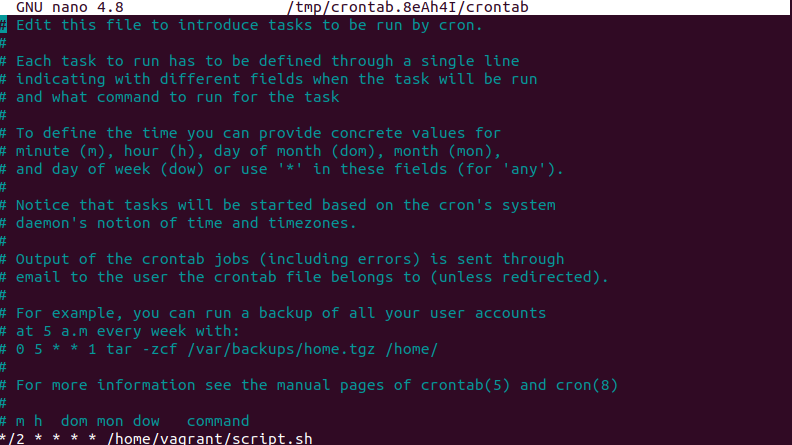 GNU nano 4.8 /tmp/crontab.8eAh4I/crontab
# Edit this file to introduce tasks to be run by cron.
#
# Each task to run has to be defined through a single line
# indicating with different fields when the task will be run
# and what command to run for the task
#
# To define the time you can provide concrete values for
# minute (m), hour (h), day of month (dom), month (mon),
# and day of week (dow) or use '*' in these fields (for 'any').
#
# Notice that tasks will be started based on the cron's system
# daemon's notion of time and timezones.
#
# Output of the crontab jobs (including errors) is sent through
# email to the user the crontab file belongs to (unless redirected).
#
# For example, you can run a backup of all your user accounts
# at 5 a.m every week with:
# 0 5 * * 1 tar -zcf /var/backups/home.tgz /home/
#
# For more information see the manual pages of crontab(5) and cron(8)
#
# m h  dom mon dow   command
*/2 * * * * /home/vagrant/script.sh